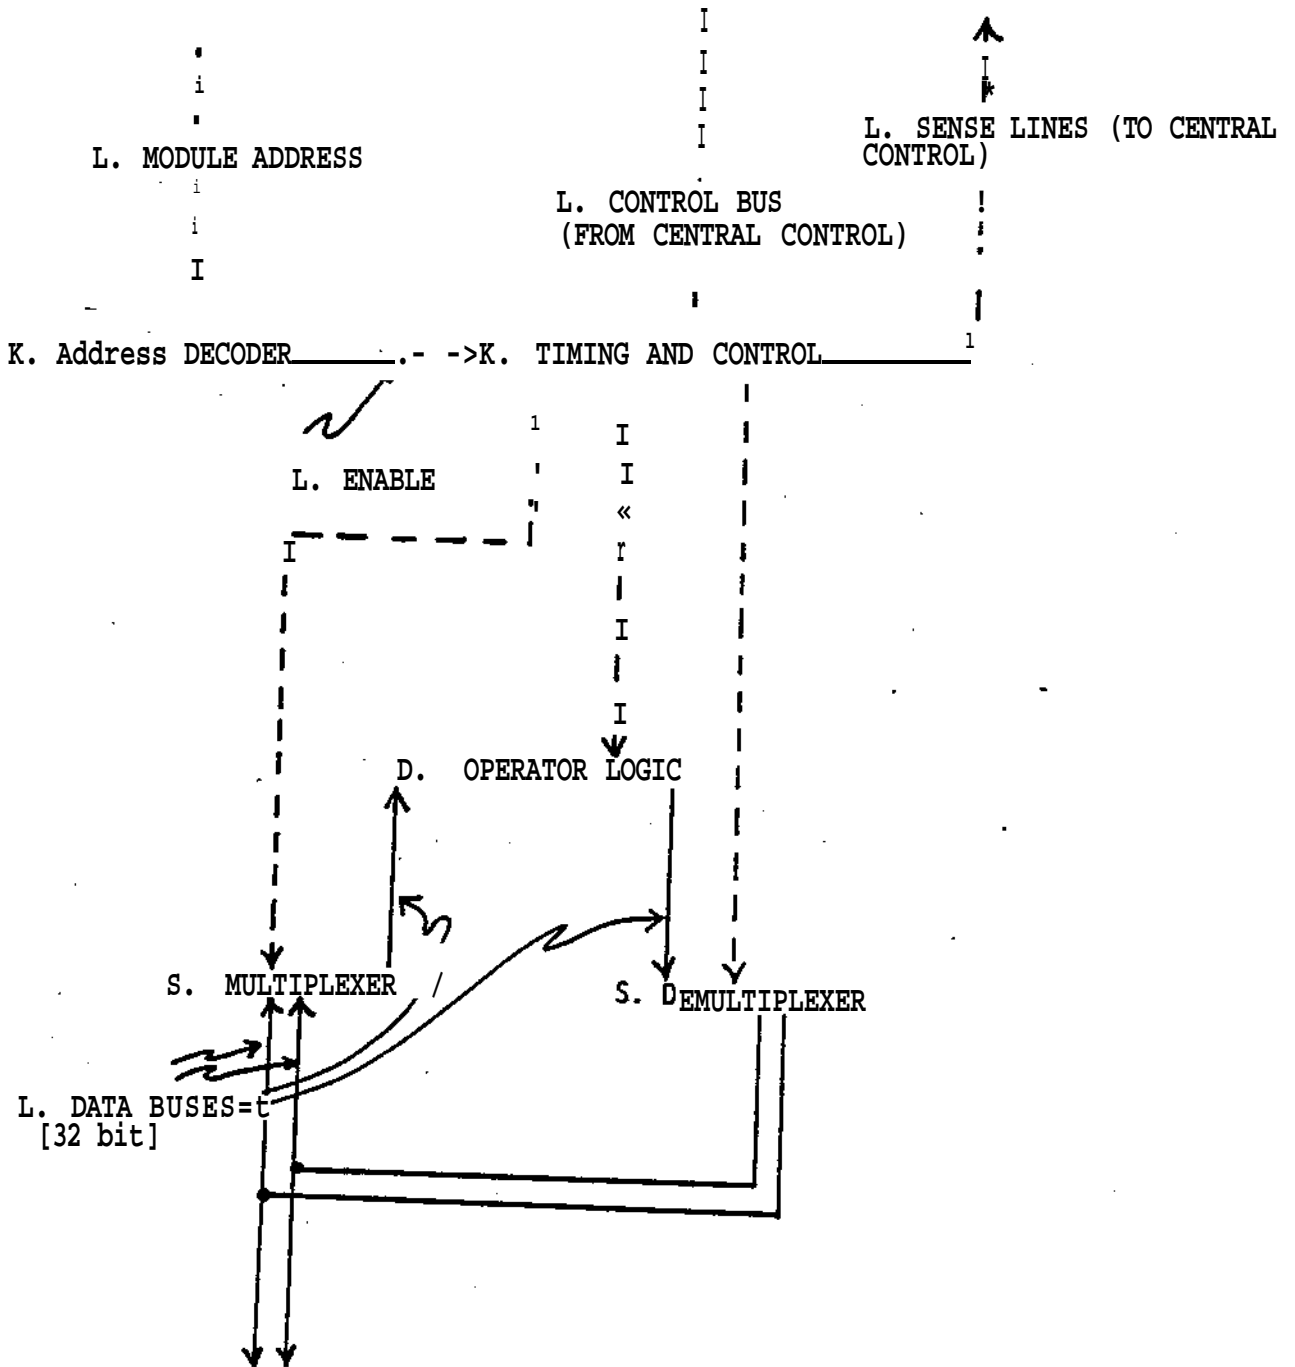 L. MODULE ADDRESS
L. SENSE LINES (TO CENTRAL
CONTROL)
L. CONTROL BUS
(FROM CENTRAL CONTROL)
K. Address DECODER
K. TIMING AND CONTROL
L. ENABLE
D. OPERATOR LOGIC
S. MULTIPLEXER
S. DEMULTIPLEXER
L. DATA BUSES
[32 bit]